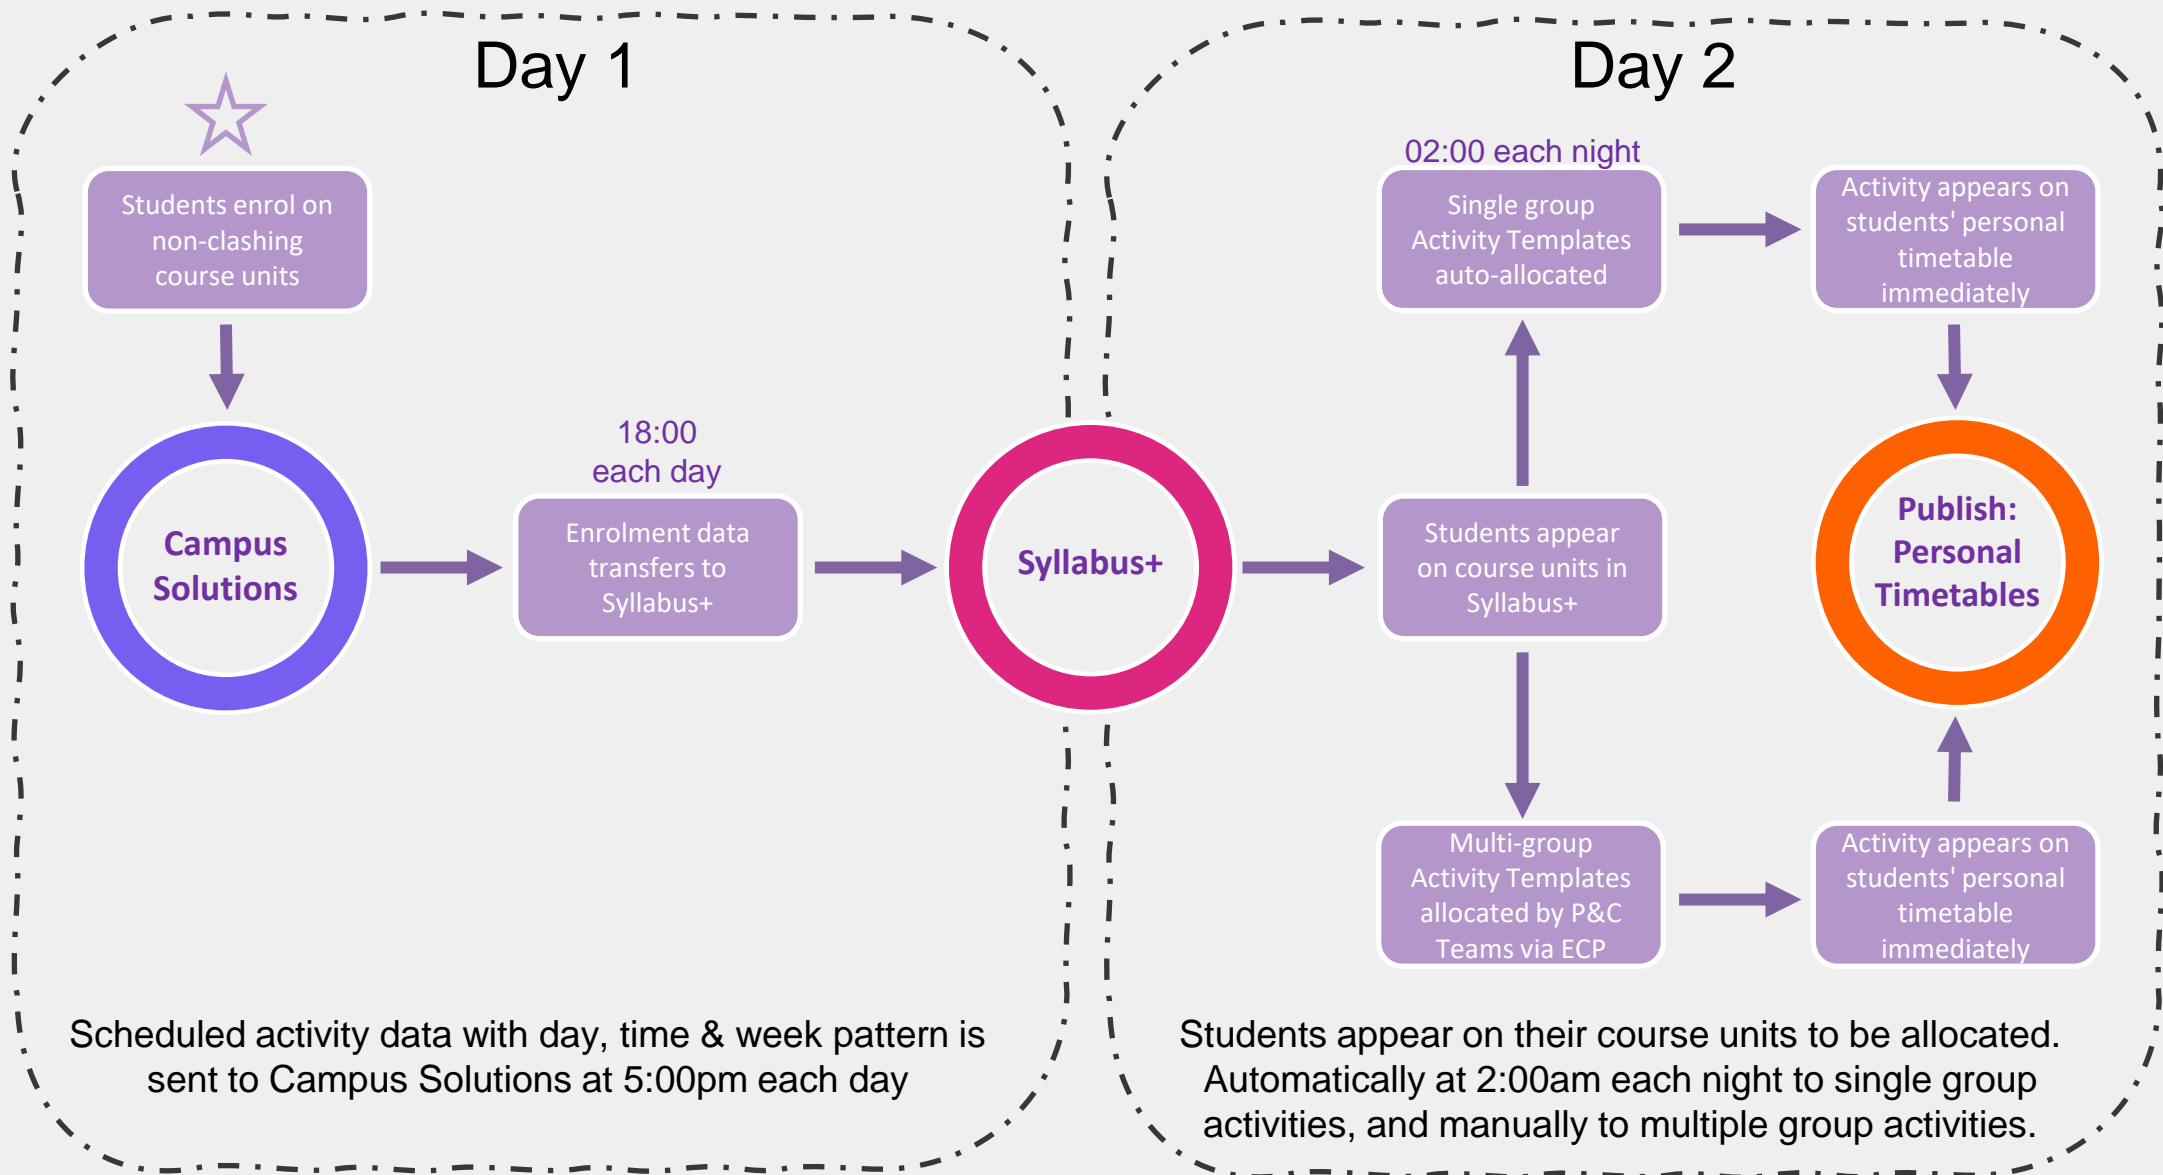 Day 1
Students enrol on
non-clashing
course units
Campus
Solutions
18:00
each day
Enrolment data
transfers to
Syllabus+
Syllabus+
Scheduled activity data with day, time & week pattern is
sent to Campus Solutions at 5:00pm each day
Day 2
02:00 each night
Single group
Activity Templates
auto-allocated
Activity appears on
students' personal
timetable
immediately
Students appear
on course units in
Syllabus+
Publish:
Personal
Timetables
Multi-group
Activity Templates
allocated by P&C
Teams via ECP
Activity appears on
students' personal
timetable
immediately
Students appear on their course units to be allocated.
Automatically at 2:00am each night to single group
activities, and manually to multiple group activities.